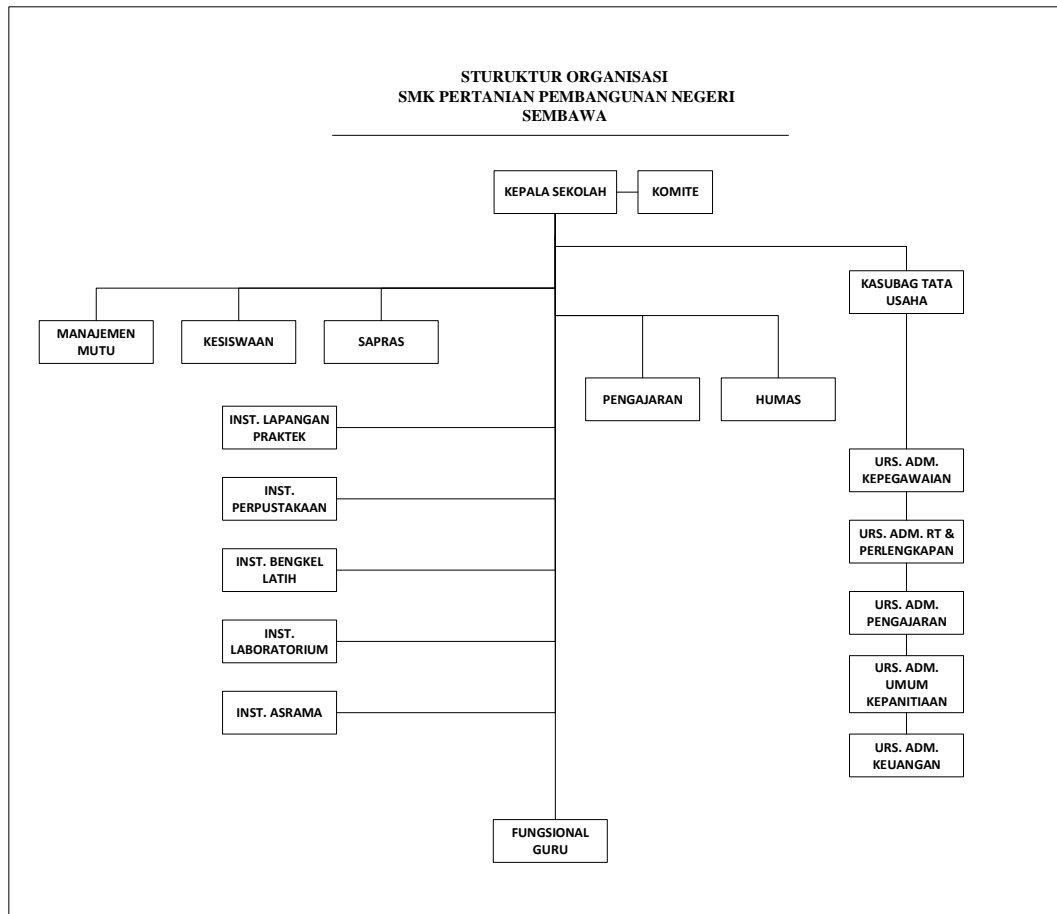 STURUKTUR ORGANISASI
SMK PERTANIAN PEMBANGUNAN NEGERI
SEMBAWA
KEPALA SEKOLAH
KOMITE
KASUBAG TATA
USAHA
MANAJEMEN
MUTU
KESISWAAN
SAPRAS
PENGAJARAN
HUMAS
INST. LAPANGAN
PRAKTEK
INST.
PERPUSTAKAAN
INST. BENGKEL
LATIH
INST.
LABORATORIUM
INST. ASRAMA
URS. ADM.
KEPEGAWAIAN
URS. ADM. RT &
PERLENGKAPAN
URS. ADM.
PENGAJARAN
URS. ADM.
UMUM
KEPANITIAAN
URS. ADM.
KEUANGAN
FUNGSIONAL
GURU